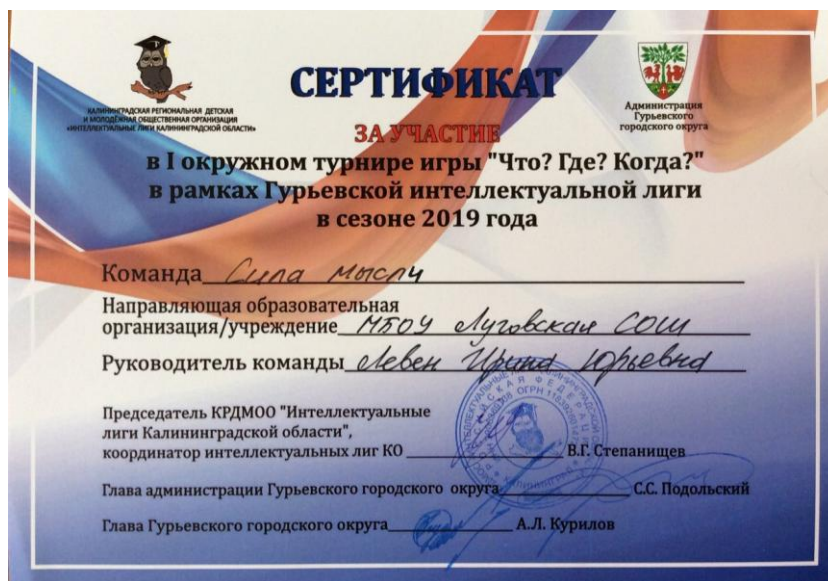 КАЛИНИНГРАДСКАЯ РЕГИОНАЛЬНАЯ ДЕТСКАЯ
И МОЛОДЁЖНАЯ ОБЩЕСТВЕННАЯ ОРГАНИЗАЦИЯ
«ИНТЕЛЛЕКТУАЛЬНЫЕ ЛИГИ КАЛИНИНГРАДСКОЙ ОБЛАСТИ»
Администрация
Гурьевского
городского округа
СЕРТИФИКАТ
ЗА УЧАСТИЕ
в I окружном турнире игры "Что? Где? Когда?"
в рамках Гурьевской интеллектуальной лиги
в сезоне 2019 года
Команда Сила мысли
Направляющая образовательная
организация/учреждение МБОУ Луговская СОШ
Руководитель команды Левен Ирина Юрьевна
Председатель КРДМОО "Интеллектуальные
лиги Калининградской области",
координатор интеллектуальных лиг КО В.Г. Степанищев
Глава администрации Гурьевского городского округа С.С. Подольский
Глава Гурьевского городского округа А.Л. Курилов